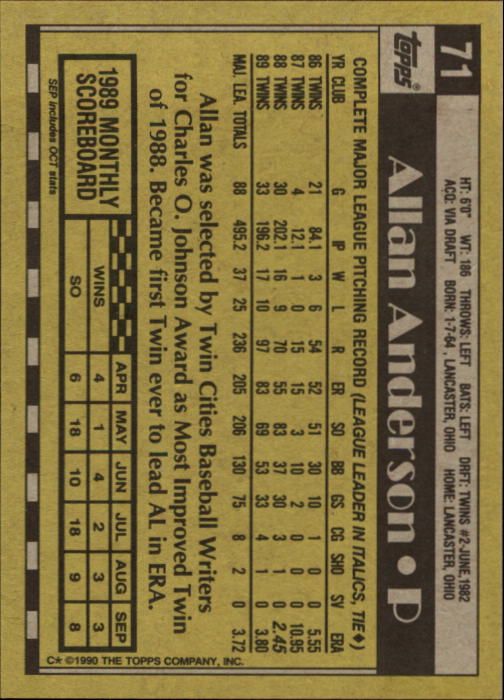 71
Topps®
HT: 6'0" WT: 186 THROWS: LEFT BATS: LEFT DRFT: TWINS #2-JUNE, 1982
ACQ: VIA DRAFT BORN: 1-7-64, LANCASTER, OHIO HOME: LANCASTER, OHIO
Allan Anderson • P
COMPLETE MAJOR LEAGUE PITCHING RECORD (LEAGUE LEADER IN ITALICS, TIE ♦)
YR CLUB G IP W L R ER SO BB GS CG SHO SV ERA
86 TWINS 21 84.1 3 6 54 52 51 30 10 1 0 0 5.55
87 TWINS 4 12.1 1 0 15 15 3 10 2 0 0 0 10.95
88 TWINS 30 202.1 16 9 70 55 83 37 30 3 1 0 2.45
89 TWINS 33 196.2 17 10 97 83 69 53 33 4 1 0 3.80
MAJ. LEA. TOTALS 88 495.2 37 25 236 205 206 130 75 8 2 0 3.72
Allan was selected by Twin Cities Baseball Writers
for Charles O. Johnson Award as Most Improved Twin
of 1988. Became first Twin ever to lead AL in ERA.
1989 MONTHLY
SCOREBOARD
APR MAY JUN JUL AUG SEP
WINS 4 1 4 2 3 3
SO 6 18 10 18 9 8
SEP includes OCT stats
C* ©1990 THE TOPPS COMPANY, INC.